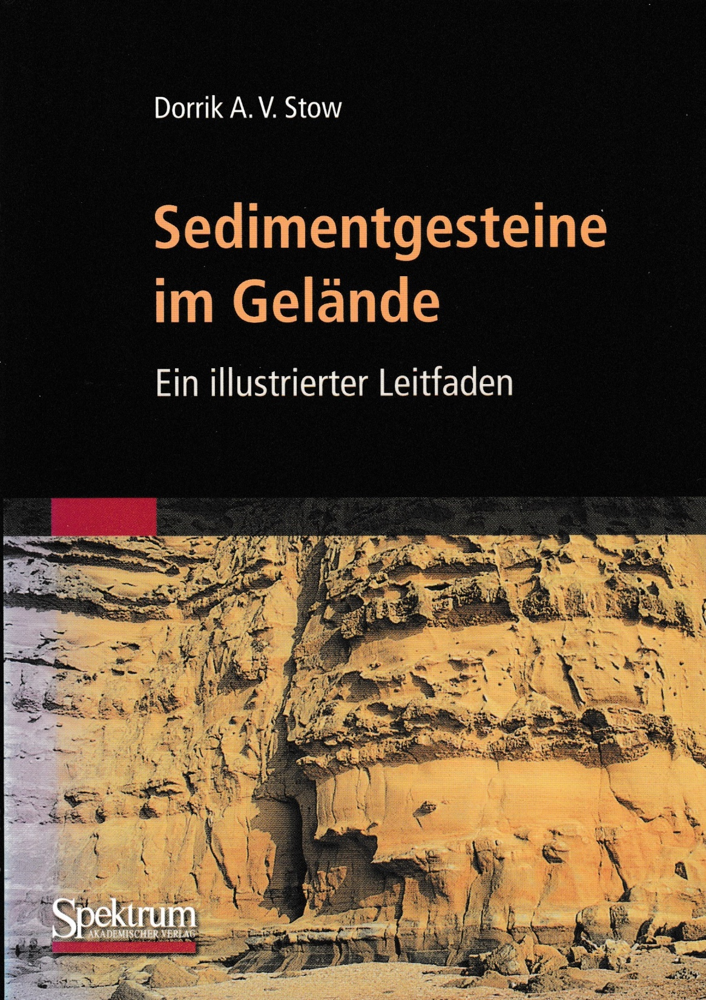 Dorrik A. V. Stow
Sedimentgesteine
im Gelände
Ein illustrierter Leitfaden
Spektrum
AKADEMISCHER VERLAG